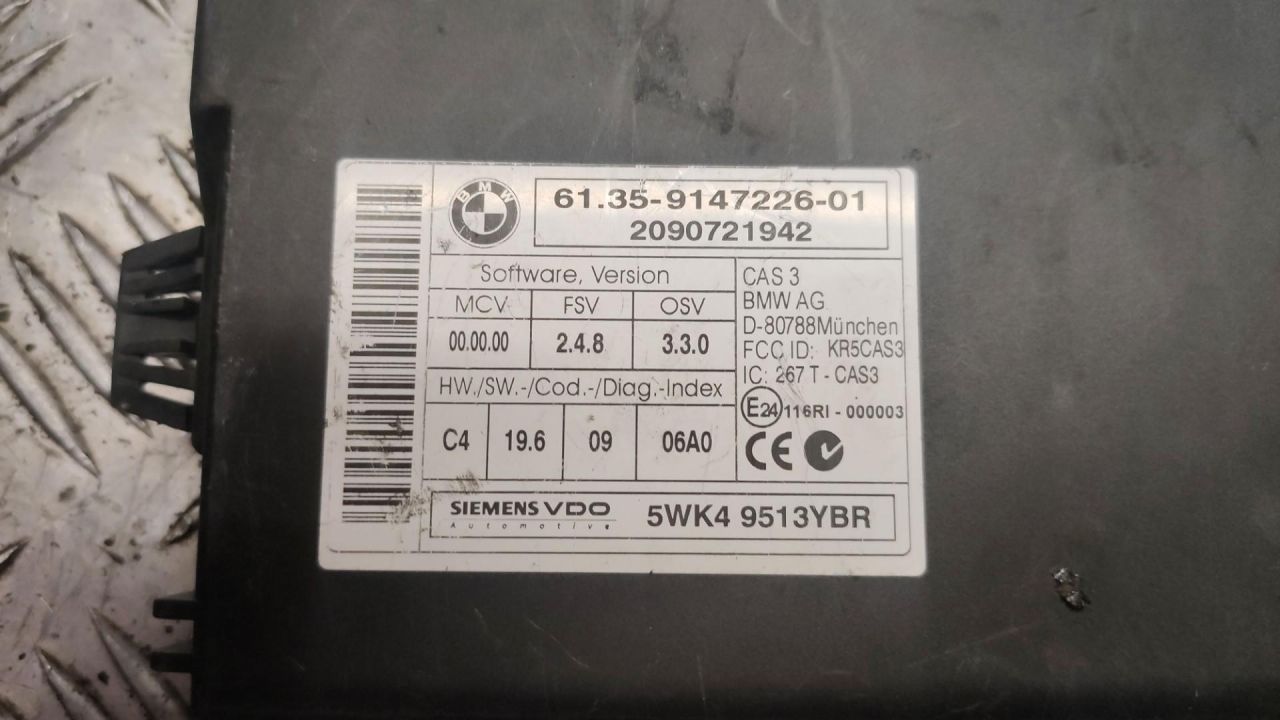 BMW
61.35-9147226-01
2090721942
Software, Version
MCV FSV OSV
00.00.00 2.4.8 3.3.0
HW./SW.-/Cod.-/Diag.-Index
C4 19.6 09 06A0
CAS 3
BMW AG
D-80788München
FCC ID: KR5CAS3
IC: 267 T - CAS3
E24 116RI - 000003
CE
SIEMENS VDO
Automotive
5WK4 9513YBR